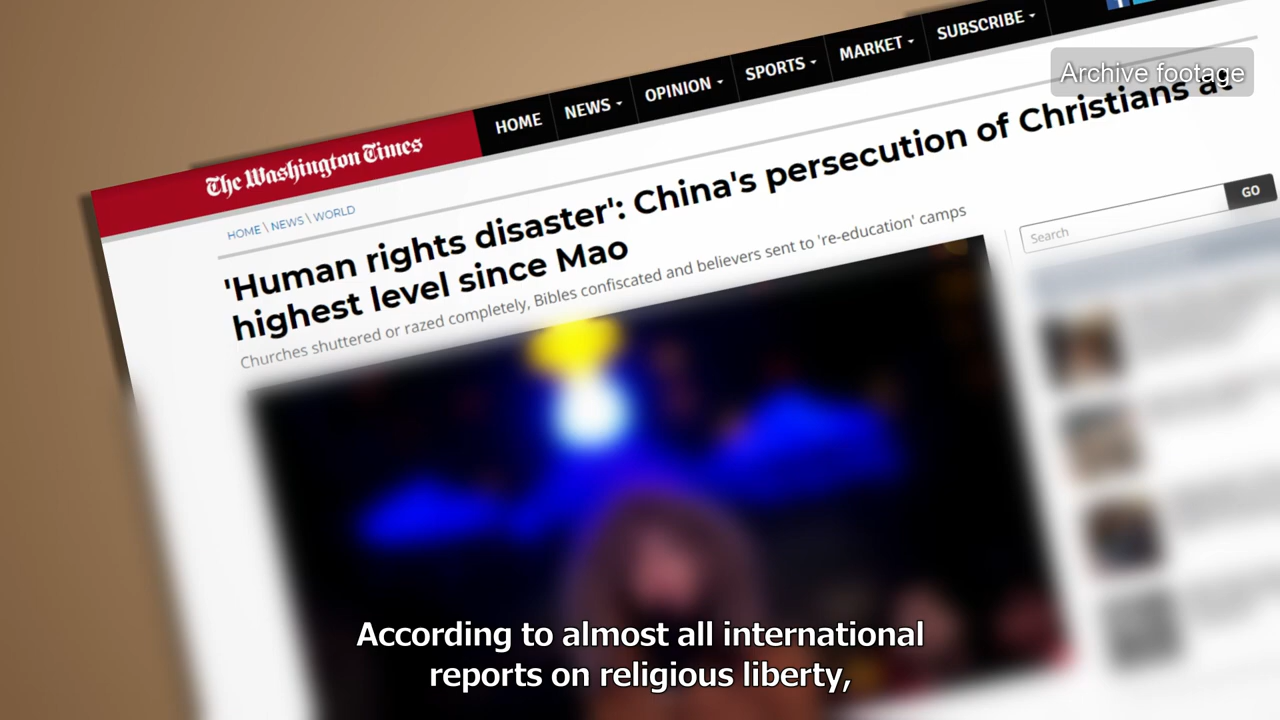 Archive footage
The Washington Times
HOME
NEWS
OPINION
SPORTS
MARKET
SUBSCRIBE
HOME \ NEWS \ WORLD
'Human rights disaster': China's persecution of Christians at
highest level since Mao
Churches shuttered or razed completely, Bibles confiscated and believers sent to 're-education' camps
Search
GO
According to almost all international
reports on religious liberty,